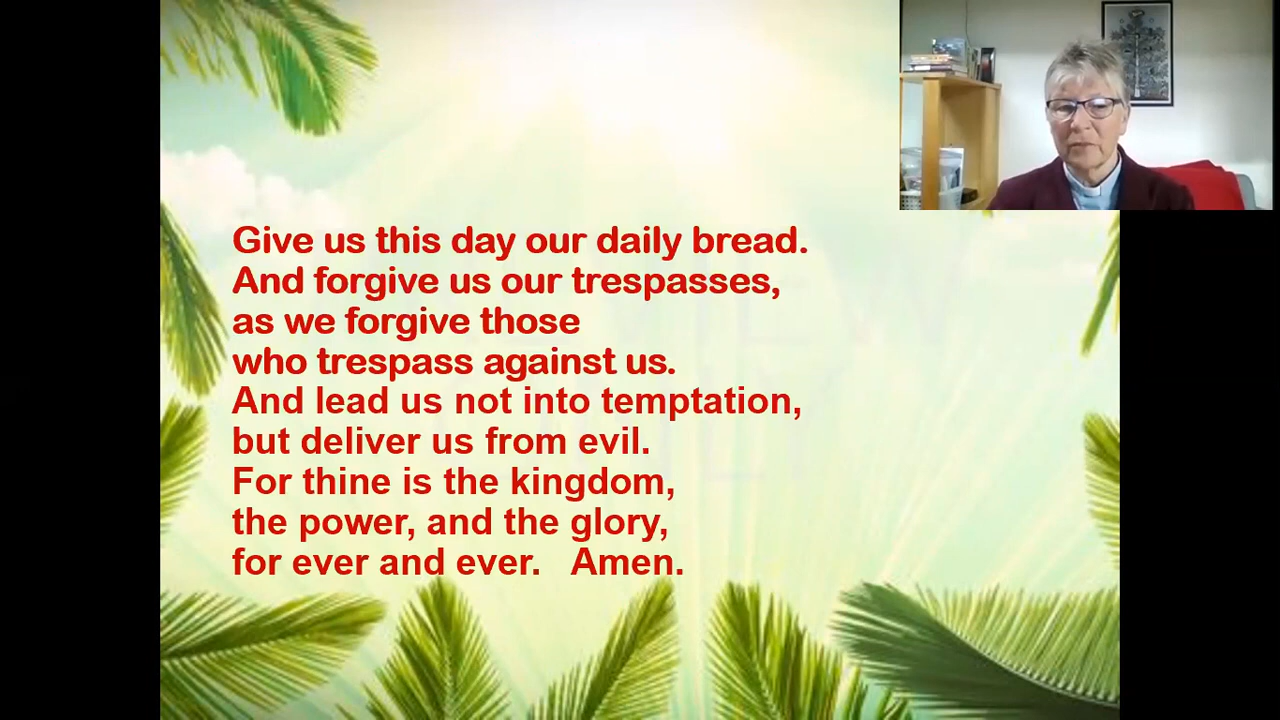 Give us this day our daily bread.
And forgive us our trespasses,
as we forgive those
who trespass against us.
And lead us not into temptation,
but deliver us from evil.
For thine is the kingdom,
the power, and the glory,
for ever and ever. Amen.